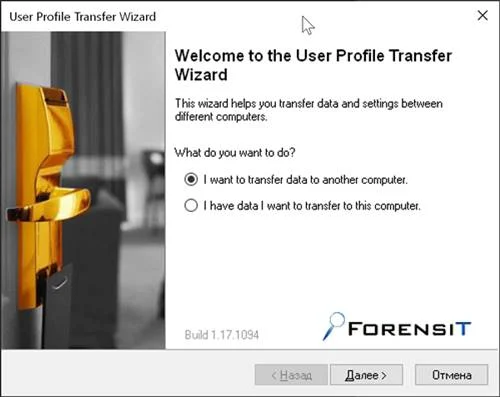 User Profile Transfer Wizard
Welcome to the User Profile Transfer
Wizard
This wizard helps you transfer data and settings between
different computers.
What do you want to do?
I want to transfer data to another computer.
I have data I want to transfer to this computer.
Build 1.17.1094
ForensiT
< Назад
Далее >
Отмена